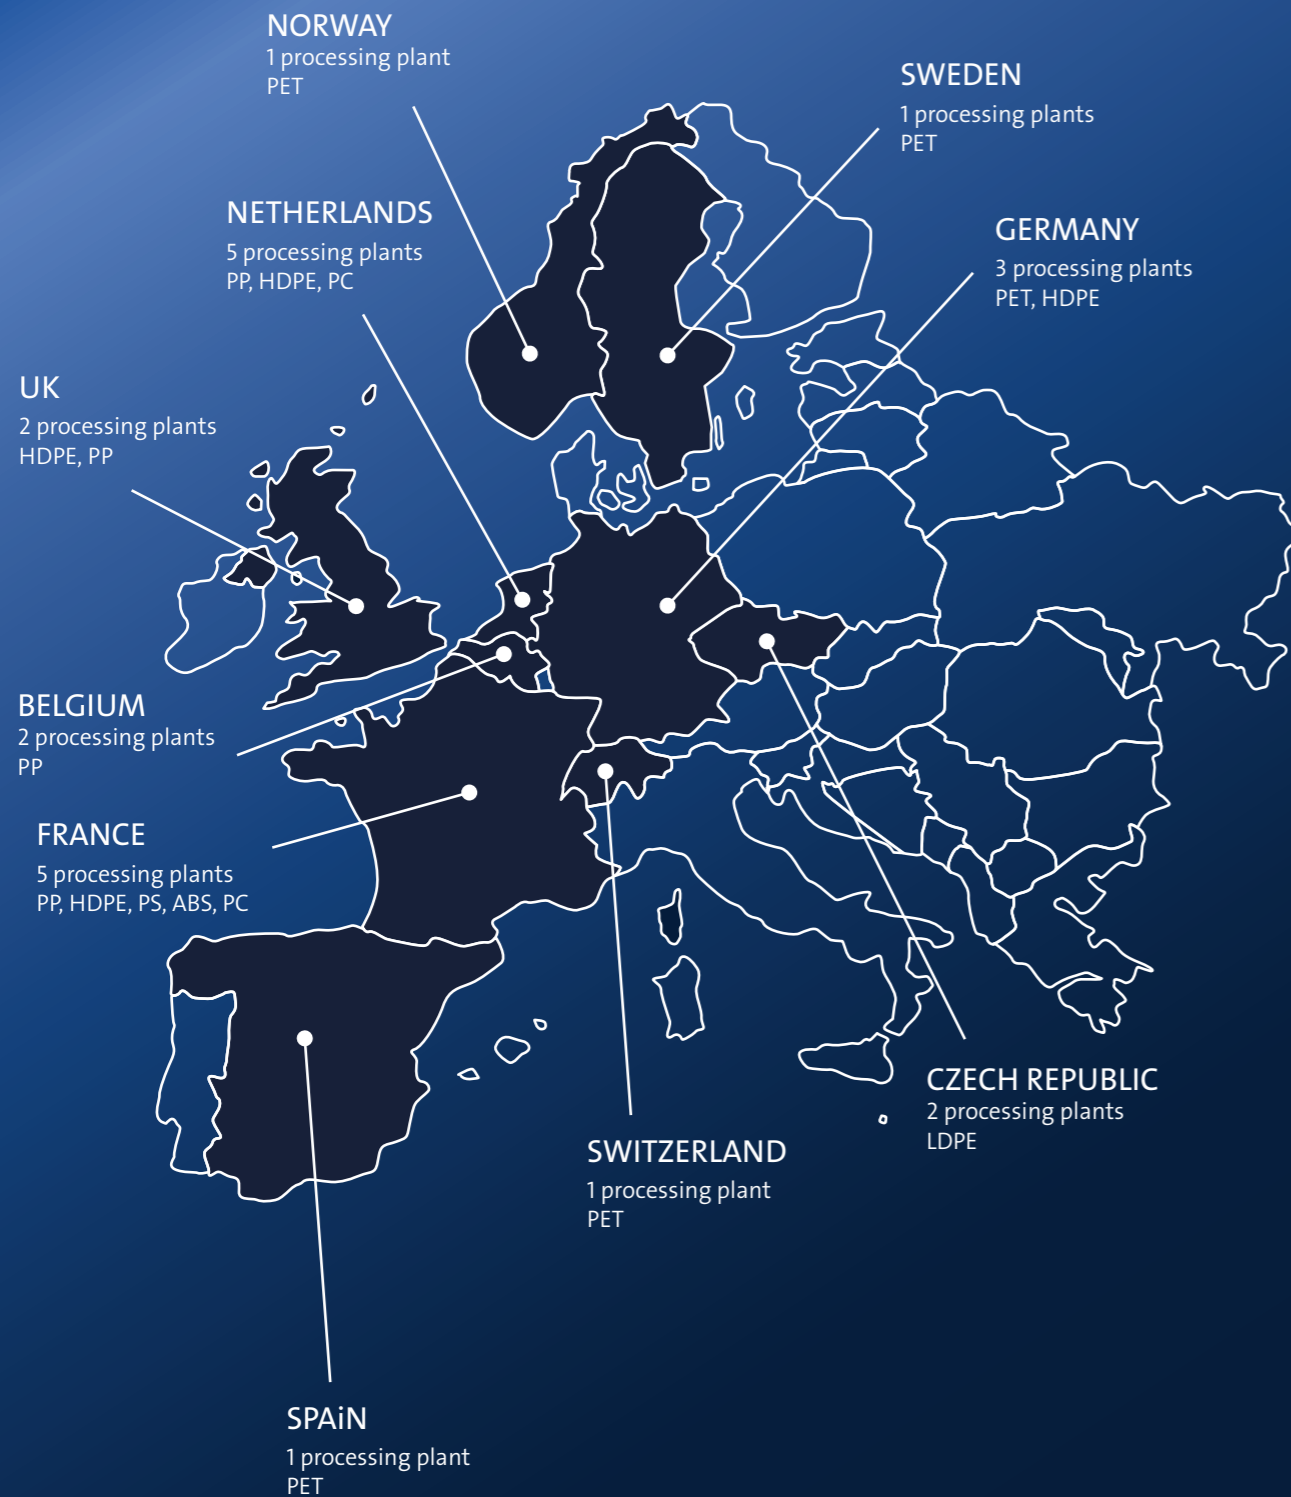 NORWAY
1 processing plant
PET
SWEDEN
1 processing plants
PET
NETHERLANDS
5 processing plants
PP, HDPE, PC
GERMANY
3 processing plants
PET, HDPE
UK
2 processing plants
HDPE, PP
BELGIUM
2 processing plants
PP
FRANCE
5 processing plants
PP, HDPE, PS, ABS, PC
CZECH REPUBLIC
2 processing plants
LDPE
SWITZERLAND
1 processing plant
PET
SPAiN
1 processing plant
PET